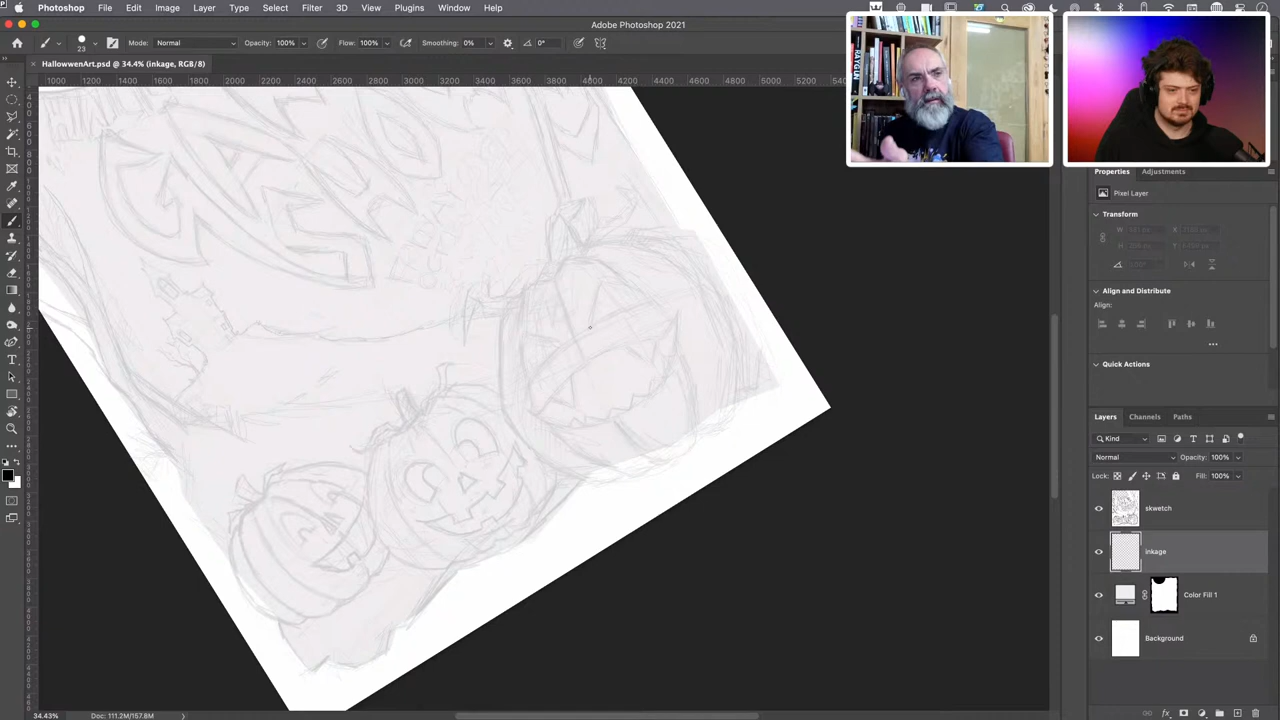 Photoshop File Edit Image Layer Type Select Filter 3D View Plugins Window Help
Adobe Photoshop 2021
23 Mode: Normal Opacity: 100% Flow: 100% Smoothing: 0% 0°
HallowwenArt.psd @ 34.4% (inkage, RGB/8)
1000 1200 1400 1600 1800 2000 2200 2400 2600 2800 3000 3200 3400 3600 3800 4000 4200 4400 4600 4800 5000 5200 540
RAYGUN
Properties Adjustments
Pixel Layer
Transform
W X
H Y
Align and Distribute
Align:
Quick Actions
Layers Channels Paths
Kind
Normal Opacity: 100%
Lock: Fill: 100%
skwetch
inkage
Color Fill 1
Background
34.43% Doc: 111.2M/157.8M